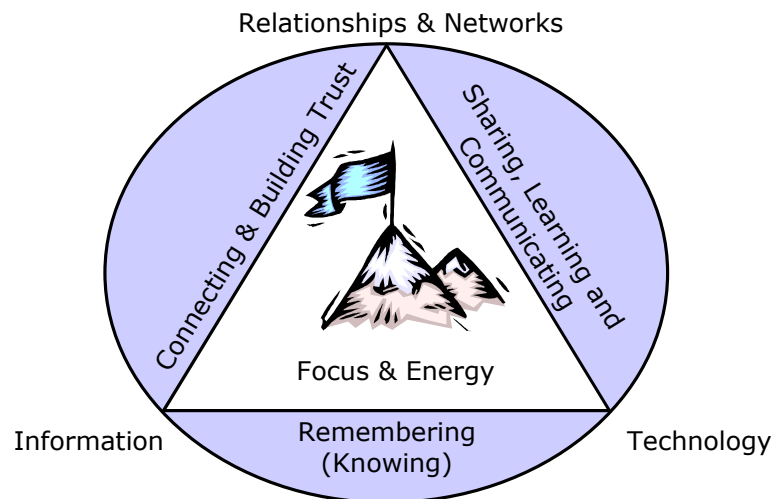 Relationships & Networks
Connecting & Building Trust
Sharing, Learning and
Communicating
Focus & Energy
Information
Remembering
(Knowing)
Technology